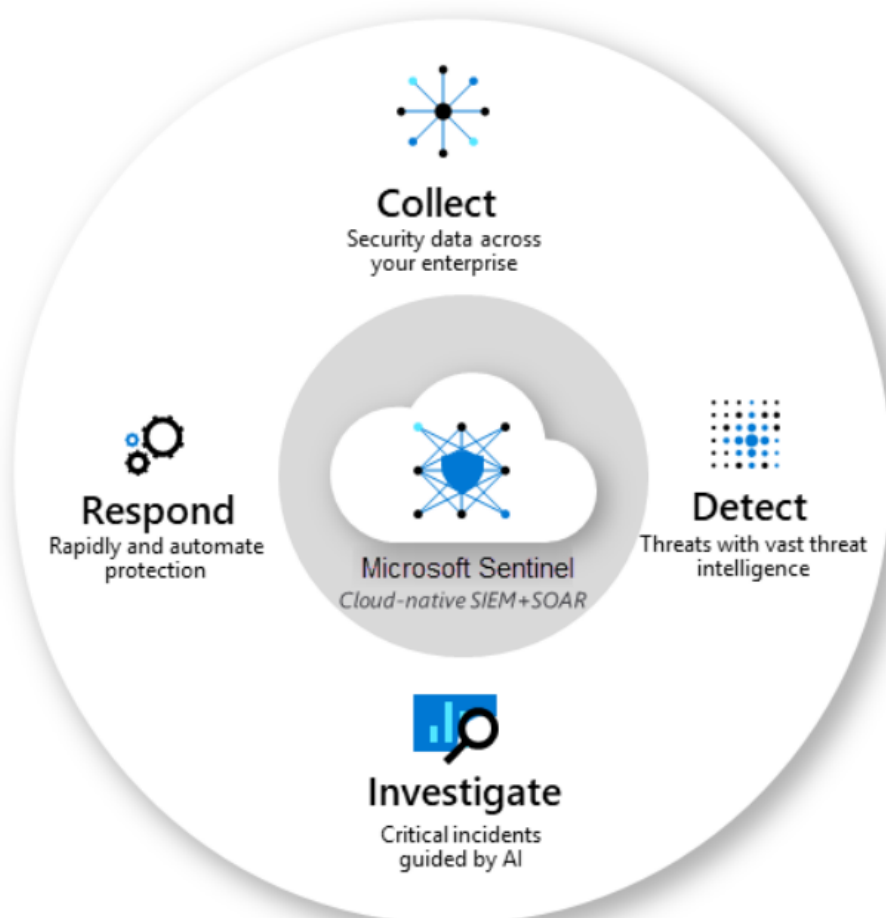 Collect
Security data across
your enterprise
Respond
Rapidly and automate
protection
Microsoft Sentinel
Cloud-native SIEM+SOAR
Detect
Threats with vast threat
intelligence
Investigate
Critical incidents
guided by AI